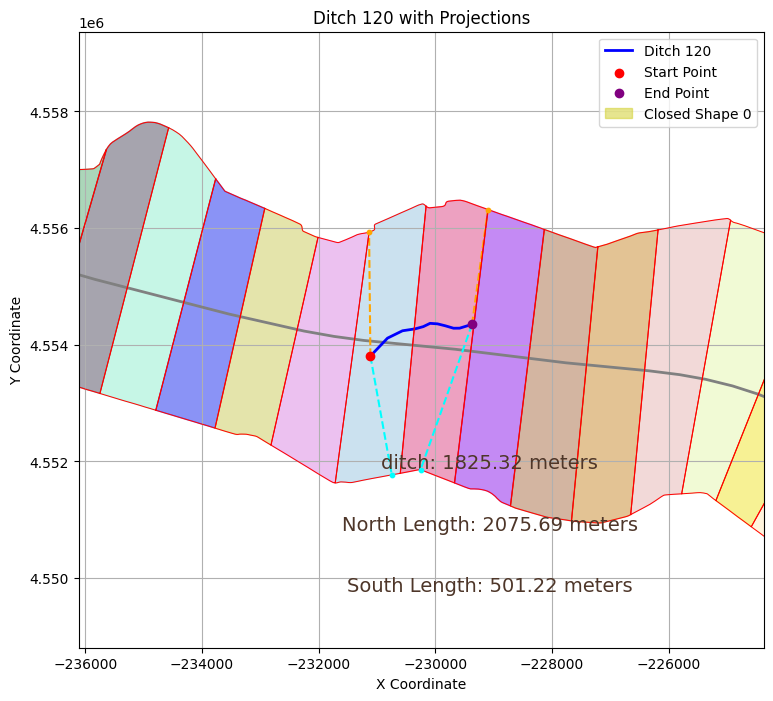 Ditch 120 with Projections
1e6
Ditch 120
Start Point
End Point
Closed Shape 0
4.558
4.556
4.554
4.552
4.550
Y Coordinate
ditch: 1825.32 meters
North Length: 2075.69 meters
South Length: 501.22 meters
−236000 −234000 −232000 −230000 −228000 −226000
X Coordinate